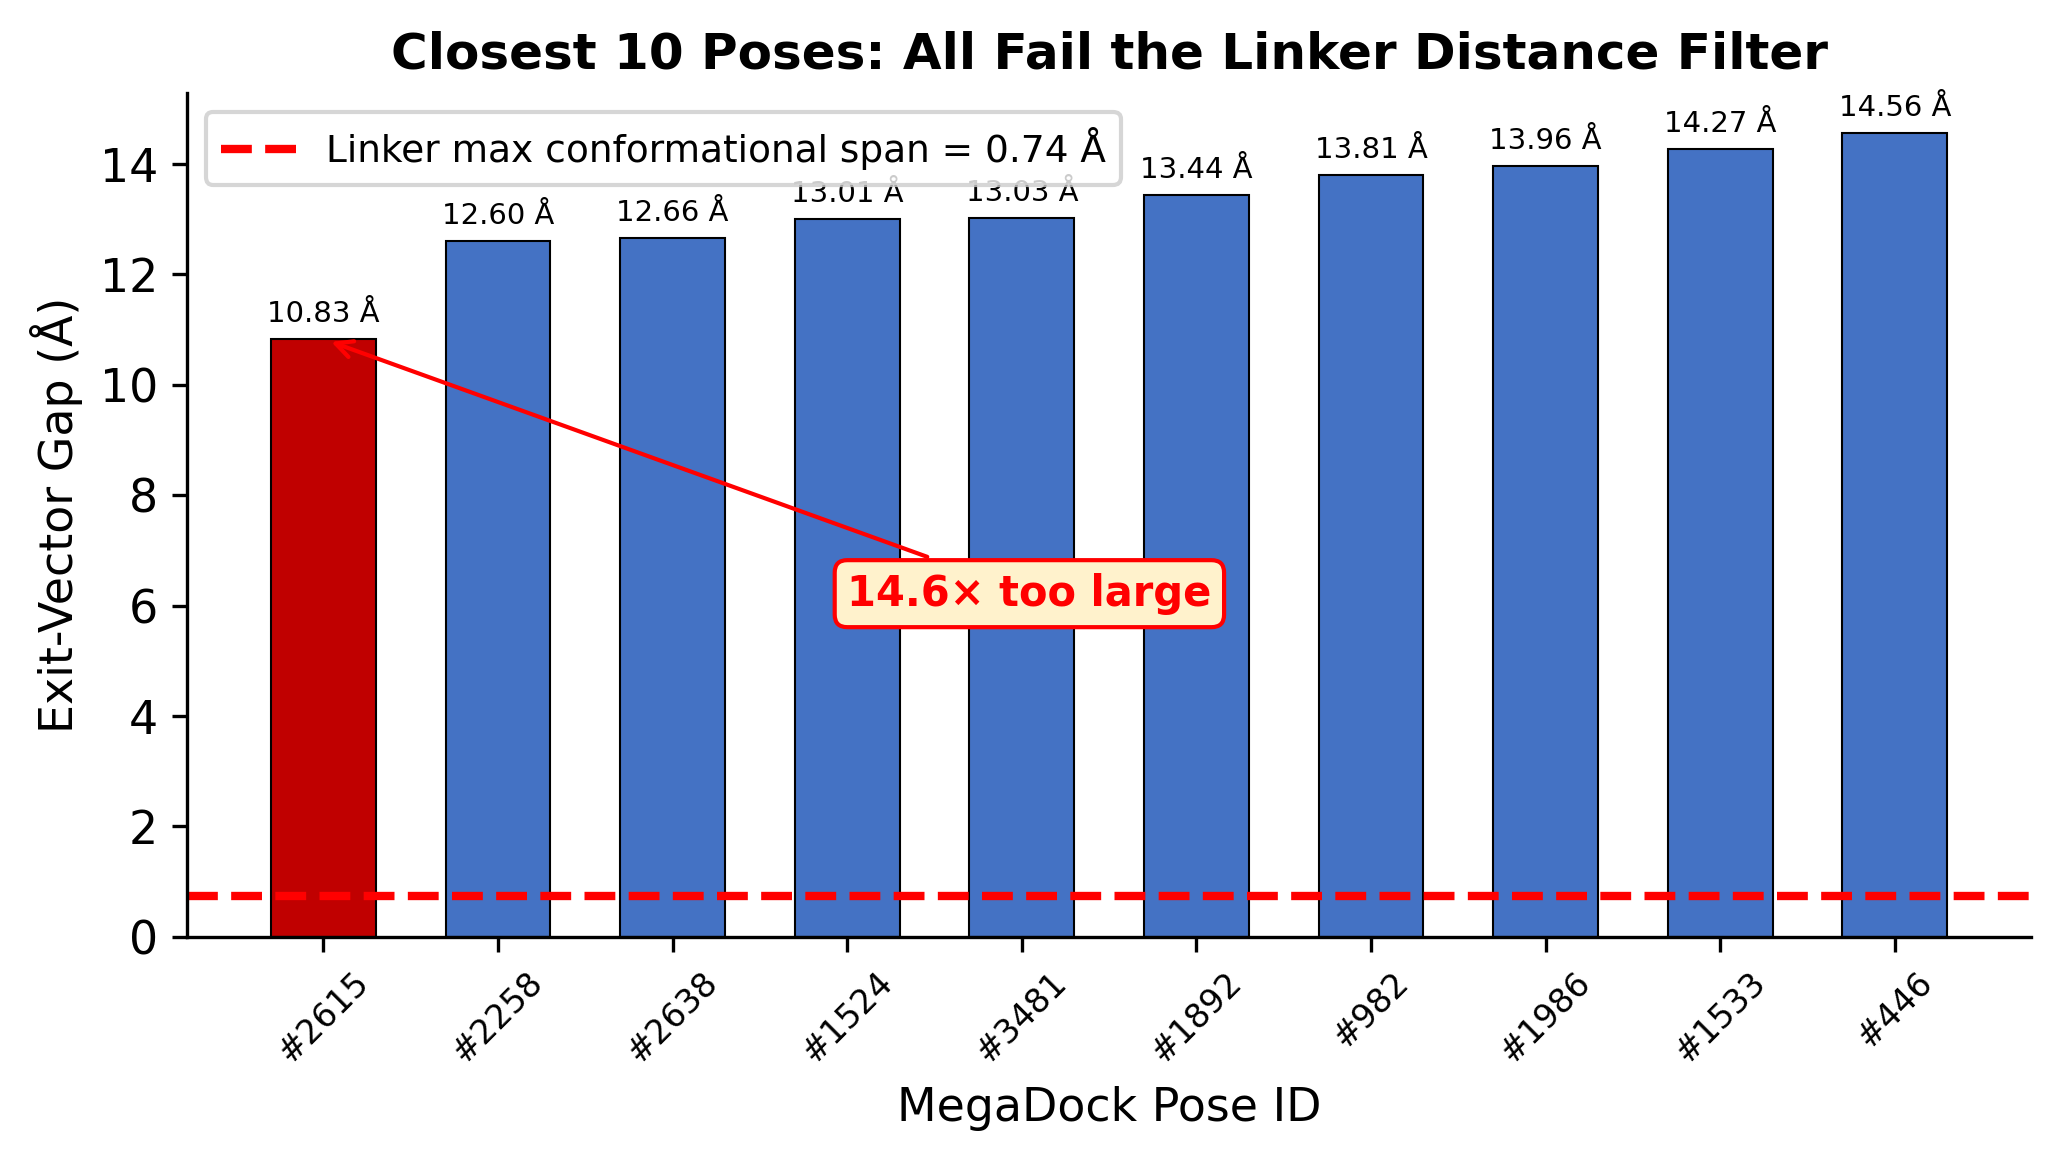 Closest 10 Poses: All Fail the Linker Distance Filter
Linker max conformational span = 0.74 Å
10.83 Å
12.60 Å
12.66 Å
13.01 Å
13.03 Å
13.44 Å
13.81 Å
13.96 Å
14.27 Å
14.56 Å
14.6× too large
Exit-Vector Gap (Å)
14
12
10
8
6
4
2
0
#2615
#2258
#2638
#1524
#3481
#1892
#982
#1986
#1533
#446
MegaDock Pose ID